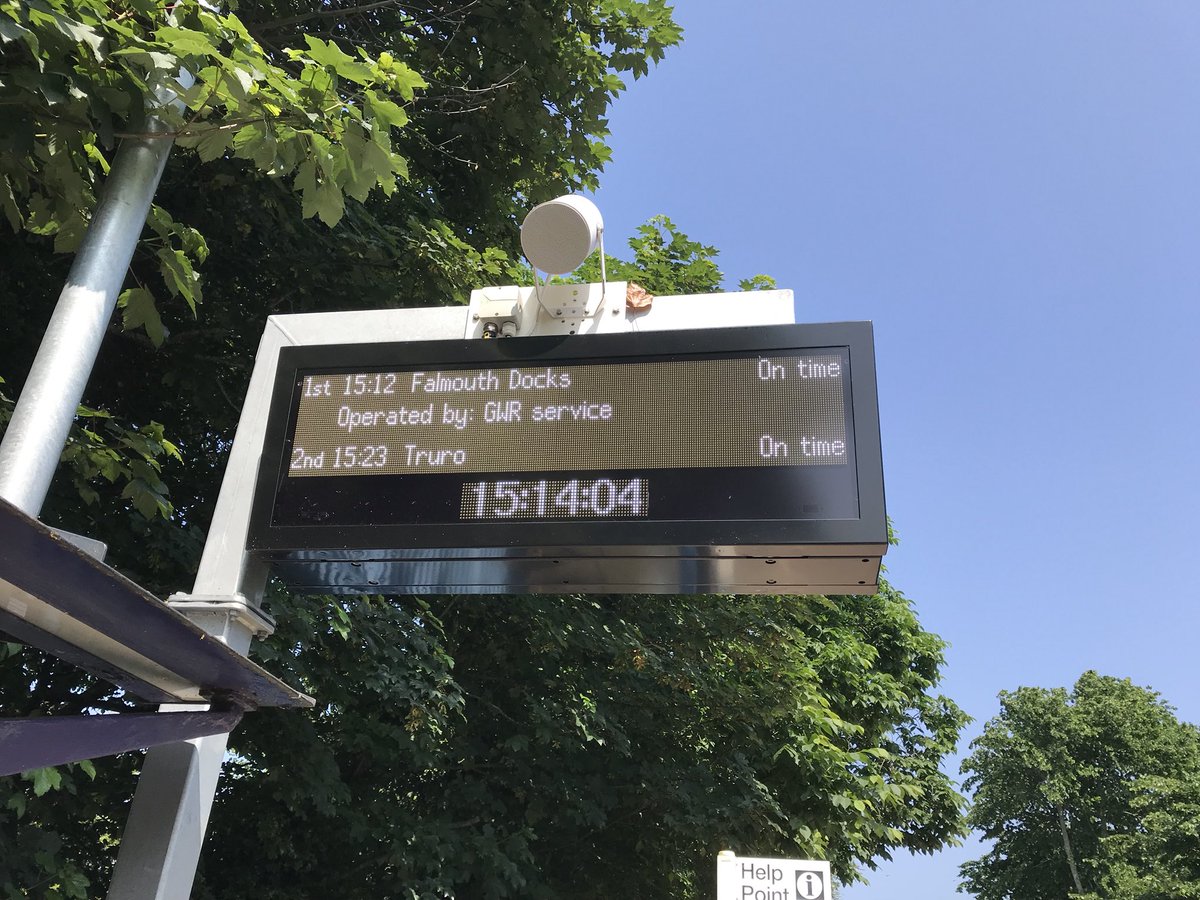 1st 15:12 Falmouth Docks On time
Operated by: GWR service
2nd 15:23 Truro On time
15:14:04
Help
Point